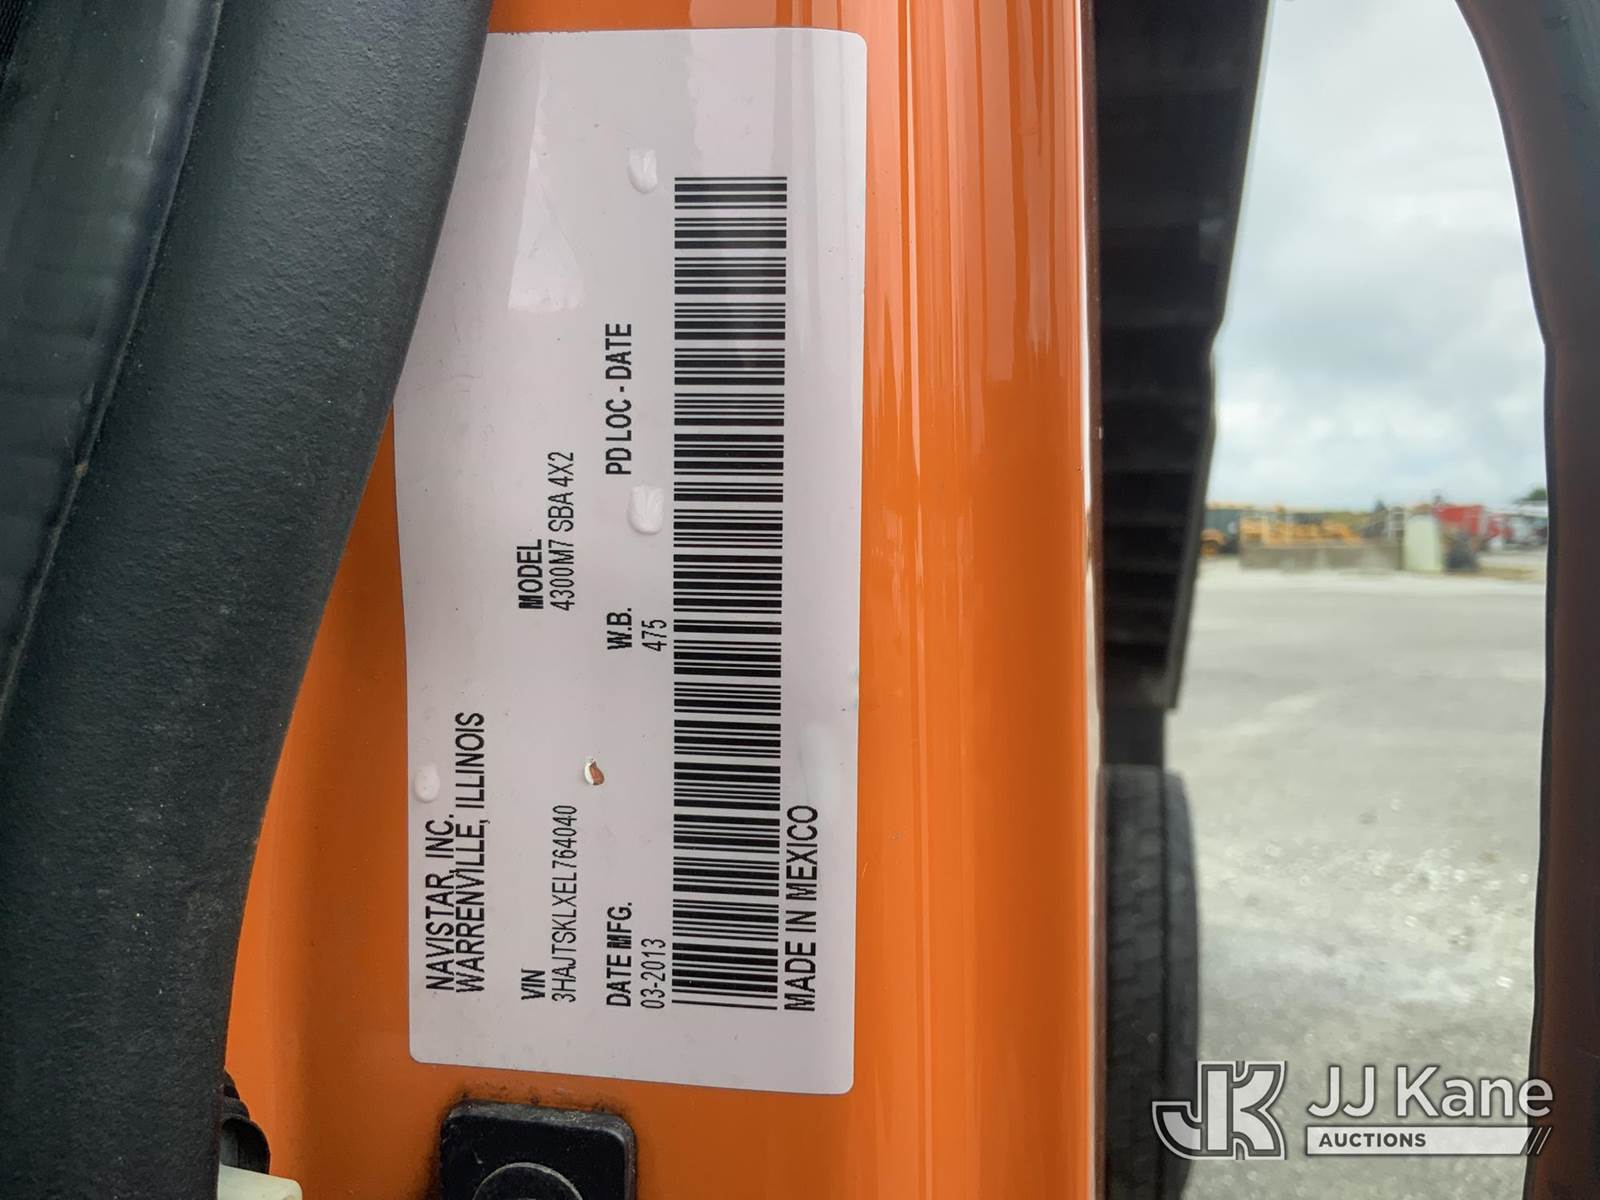 NAVISTAR, INC.
WARRENVILLE, ILLINOIS
VIN MODEL
3HAJTSKLXEL764040 4300M7 SBA 4X2
DATE MFG. W.B. PD LOC - DATE
03-2013 475
MADE IN MEXICO
JK JJ Kane
AUCTIONS